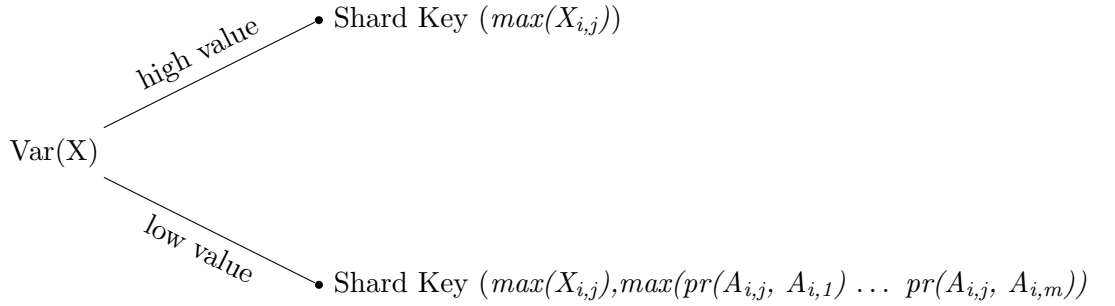 Shard Key (max(X_{i,j}))
high value
Var(X)
low value
Shard Key (max(X_{i,j}),max(pr(A_{i,j}, A_{i,1}) … pr(A_{i,j}, A_{i,m}))